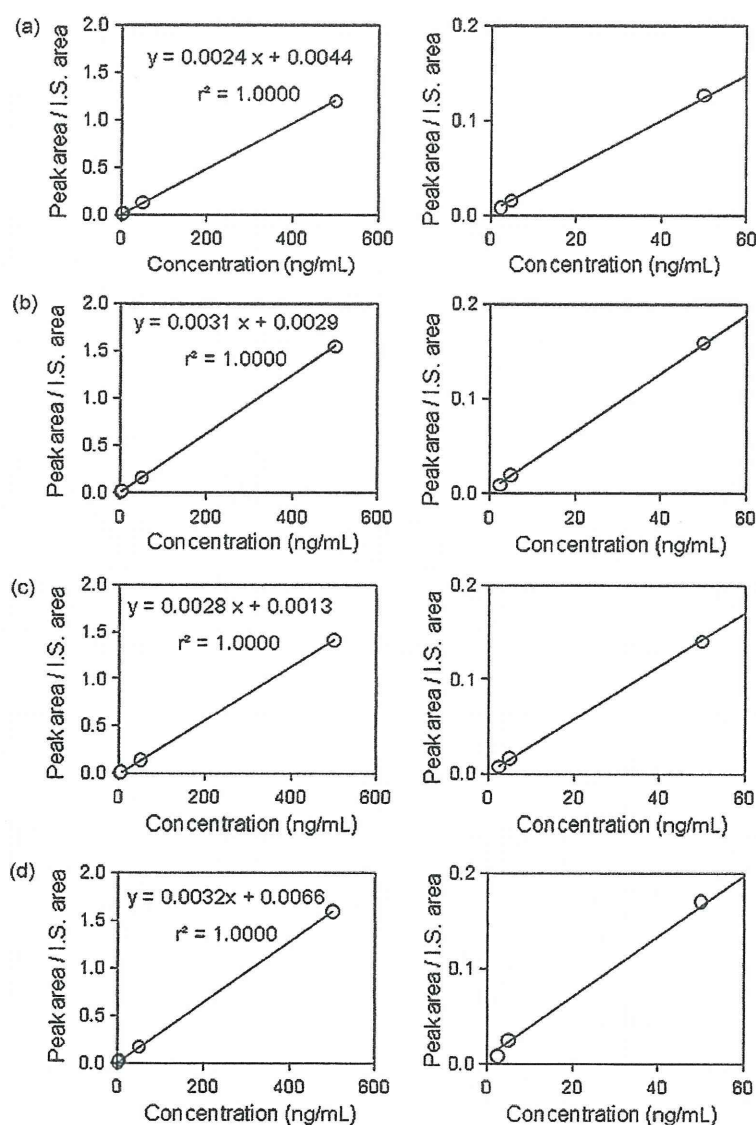 (a)
2.0
1.5
1.0
0.5
0.0
y = 0.0024 x + 0.0044
r² = 1.0000
0
200
400
600
Peak area / I.S. area
Concentration (ng/mL)
0.2
0.1
0.0
0
20
40
60
Peak area / I.S. area
Concentration (ng/mL)
(b)
2.0
1.5
1.0
0.5
0.0
y = 0.0031 x + 0.0029
r² = 1.0000
0
200
400
600
Peak area / I.S. area
Concentration (ng/mL)
0.2
0.1
0.0
0
20
40
60
Peak area / I.S. area
Concentration (ng/mL)
(c)
2.0
1.5
1.0
0.5
0.0
y = 0.0028 x + 0.0013
r² = 1.0000
0
200
400
600
Peak area / I.S. area
Concentration (ng/mL)
0.2
0.1
0.0
0
20
40
60
Peak area / I.S. area
Concentration (ng/mL)
(d)
2.0
1.5
1.0
0.5
0.0
y = 0.0032x + 0.0066
r² = 1.0000
0
200
400
600
Peak area / I.S. area
Concentration (ng/mL)
0.2
0.1
0.0
0
20
40
60
Peak area / I.S. area
Concentration (ng/mL)